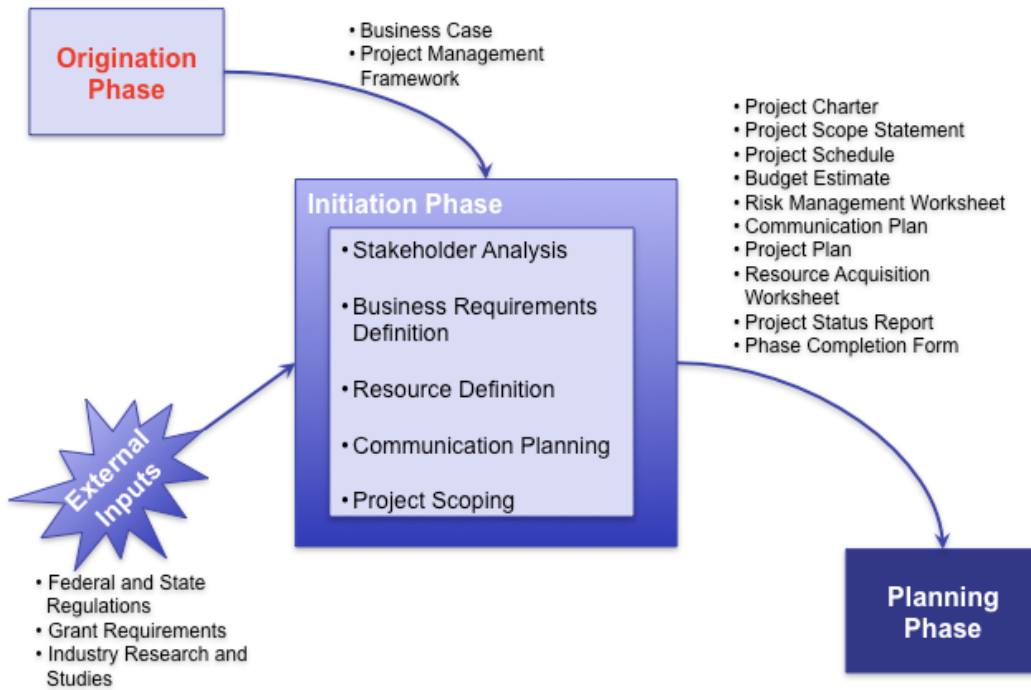 Origination
Phase
• Business Case
• Project Management
Framework
• Project Charter
• Project Scope Statement
• Project Schedule
• Budget Estimate
• Risk Management Worksheet
• Communication Plan
• Project Plan
• Resource Acquisition
Worksheet
• Project Status Report
• Phase Completion Form
Initiation Phase
• Stakeholder Analysis
• Business Requirements
Definition
• Resource Definition
• Communication Planning
• Project Scoping
External
Inputs
• Federal and State
Regulations
• Grant Requirements
• Industry Research and
Studies
Planning
Phase